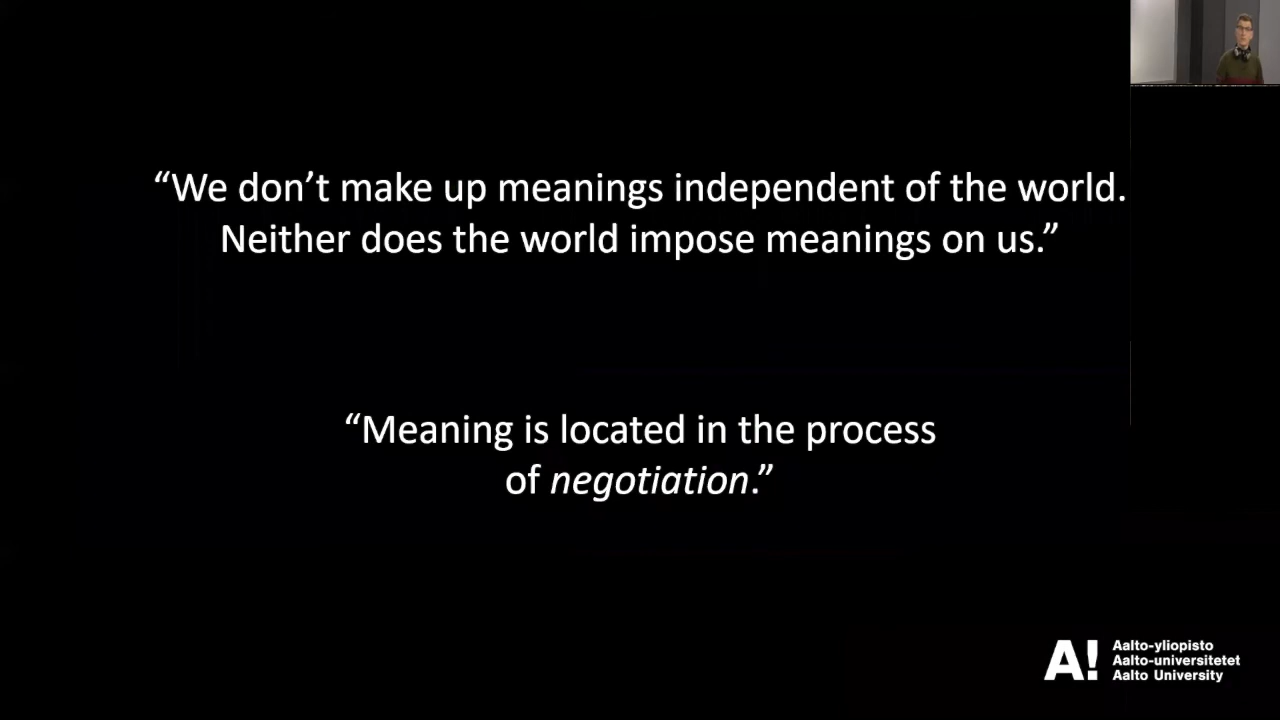 “We don’t make up meanings independent of the world.
Neither does the world impose meanings on us.”
“Meaning is located in the process
of negotiation.”
A!
Aalto-yliopisto
Aalto-universitetet
Aalto University